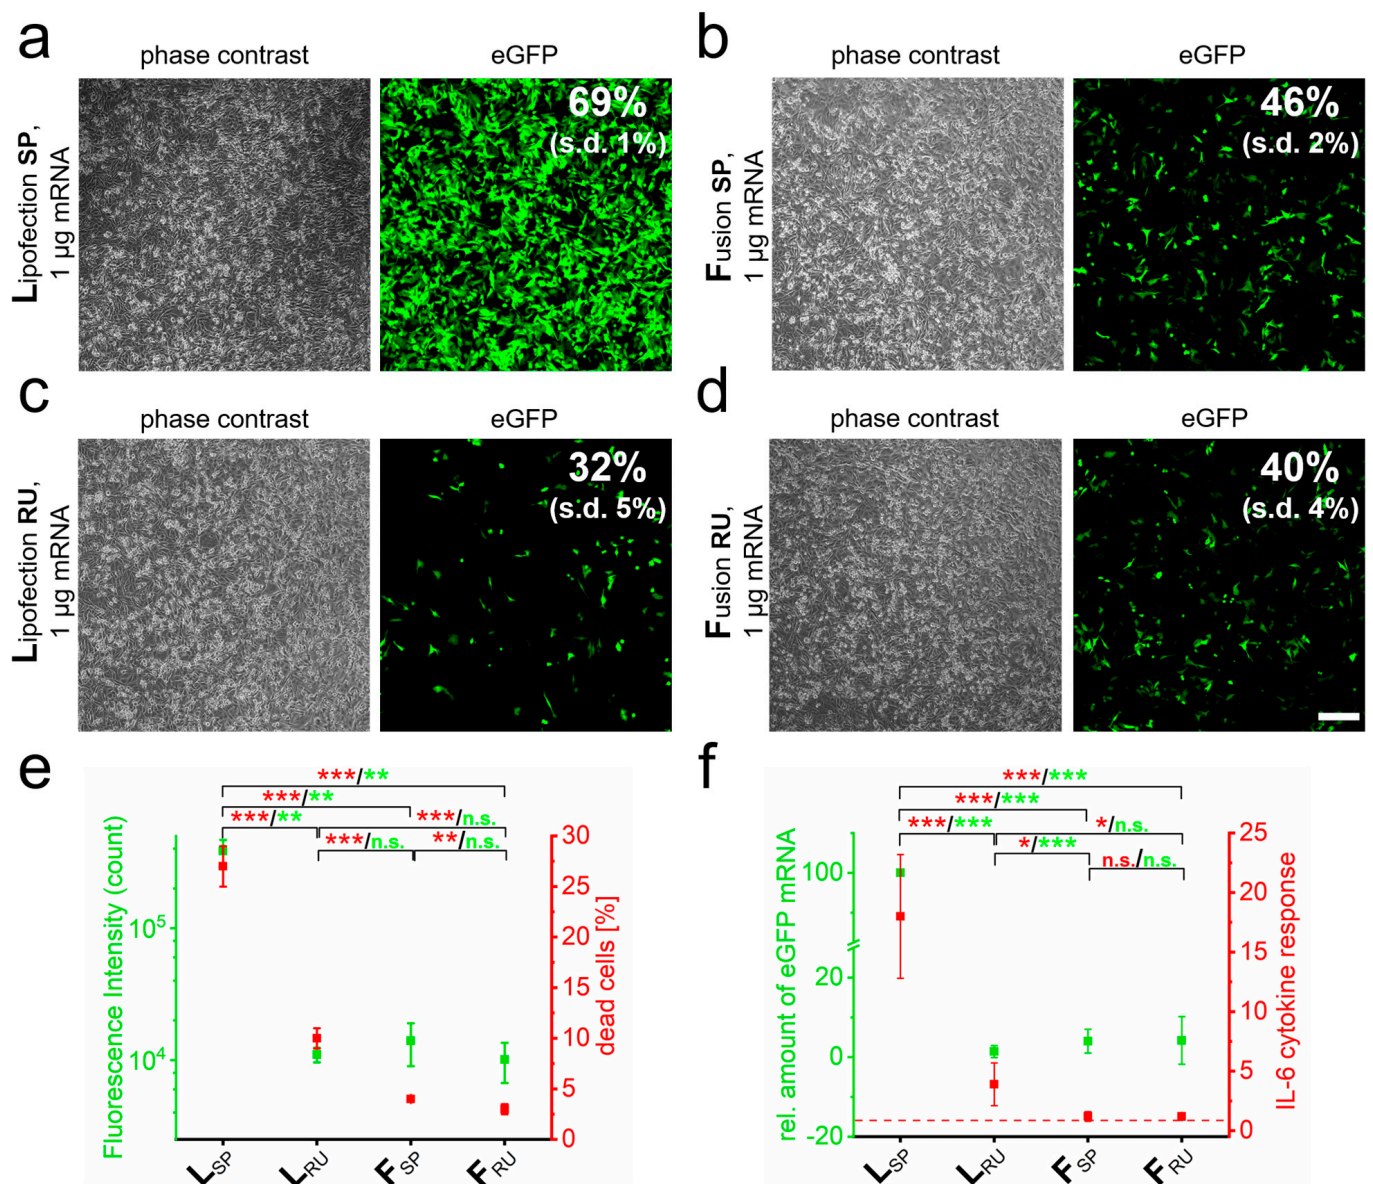 a
phase contrast
eGFP
Lipofection SP,
1 µg mRNA
69%
(s.d. 1%)
b
phase contrast
eGFP
Fusion SP,
1 µg mRNA
46%
(s.d. 2%)
c
phase contrast
eGFP
Lipofection RU,
1 µg mRNA
32%
(s.d. 5%)
d
phase contrast
eGFP
Fusion RU,
1 µg mRNA
40%
(s.d. 4%)
e
***/**
***/**
***/** ***/n.s.
***/n.s. **/n.s.
Fluorescence Intensity (count)
10^5
10^4
30
25
20
15
10
5
0
dead cells [%]
LSP LRU FSP FRU
f
***/***
***/***
***/*** */n.s.
*/***
n.s./n.s.
rel. amount of eGFP mRNA
100
20
0
-20
25
20
15
10
5
0
IL-6 cytokine response
LSP LRU FSP FRU